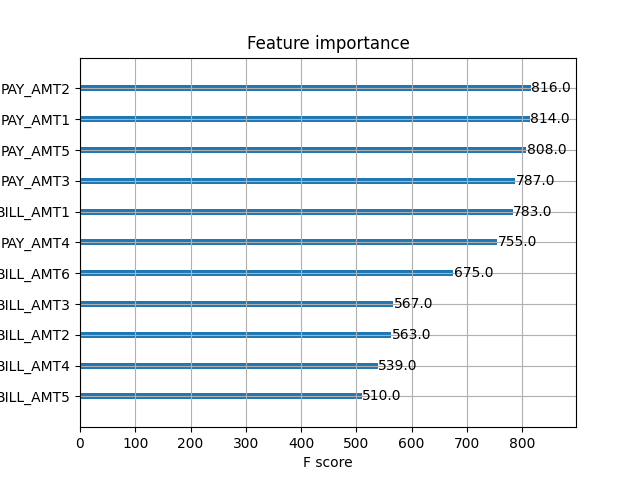 Feature importance
PAY_AMT2 816.0
PAY_AMT1 814.0
PAY_AMT5 808.0
PAY_AMT3 787.0
BILL_AMT1 783.0
PAY_AMT4 755.0
BILL_AMT6 675.0
BILL_AMT3 567.0
BILL_AMT2 563.0
BILL_AMT4 539.0
BILL_AMT5 510.0
0 100 200 300 400 500 600 700 800
F score